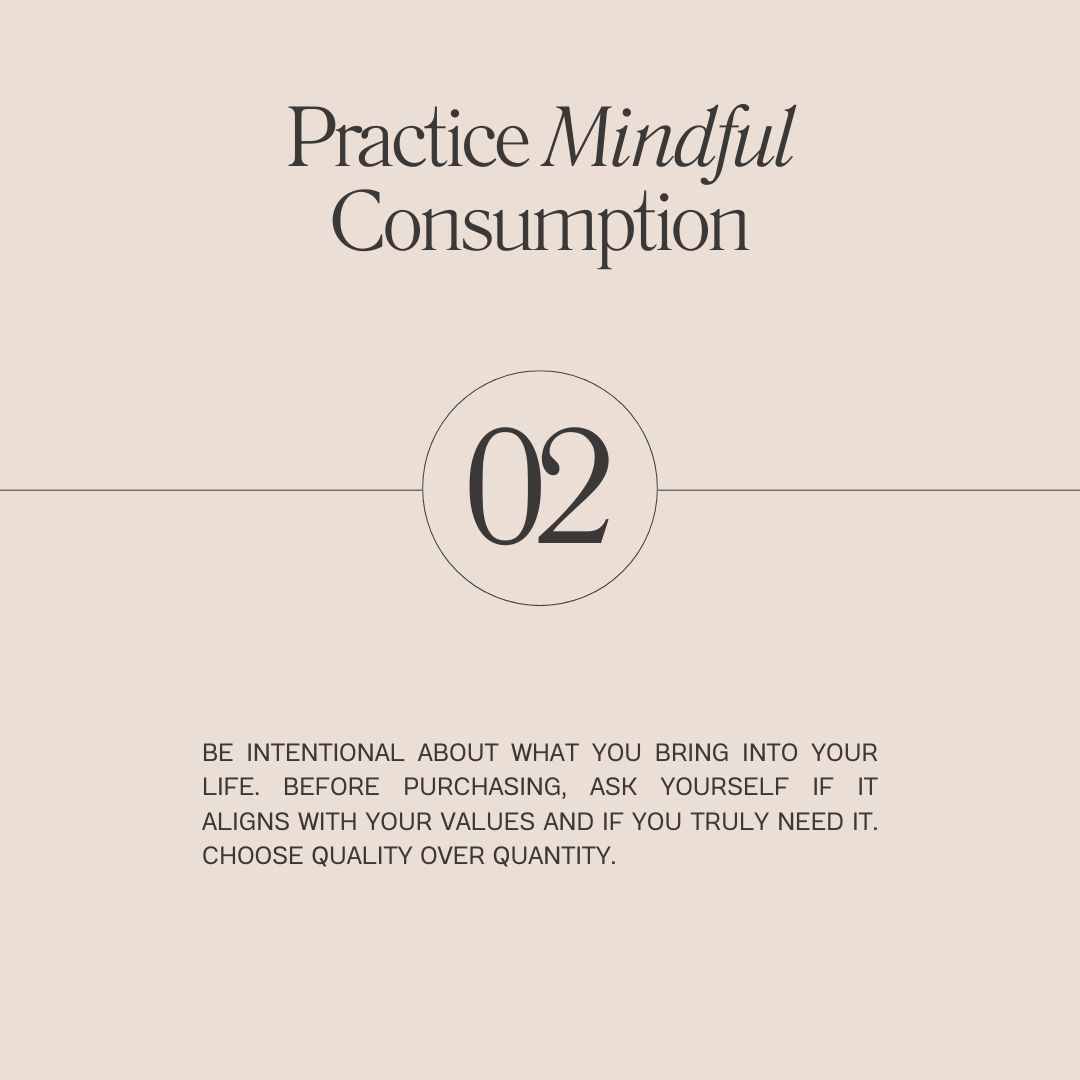 Practice Mindful
Consumption
02
BE INTENTIONAL ABOUT WHAT YOU BRING INTO YOUR
LIFE. BEFORE PURCHASING, ASK YOURSELF IF IT
ALIGNS WITH YOUR VALUES AND IF YOU TRULY NEED IT.
CHOOSE QUALITY OVER QUANTITY.